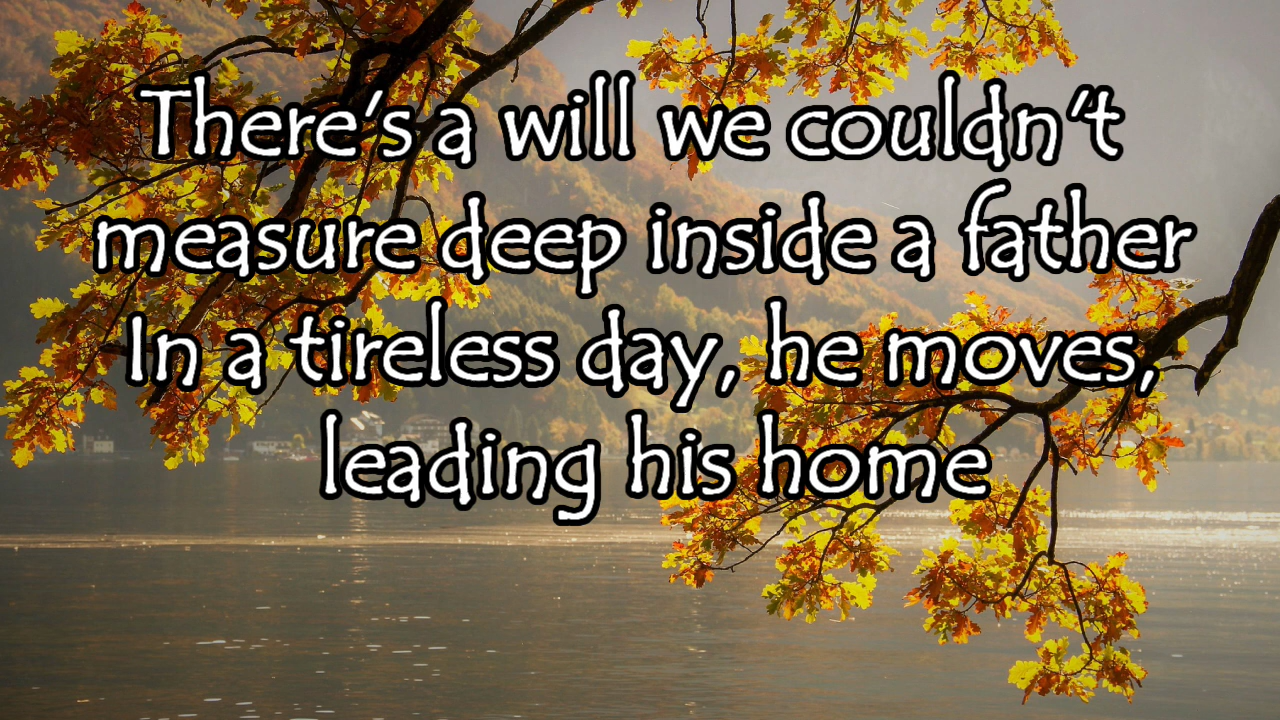 There's a will we couldn't
measure deep inside a father
In a tireless day, he moves,
leading his home